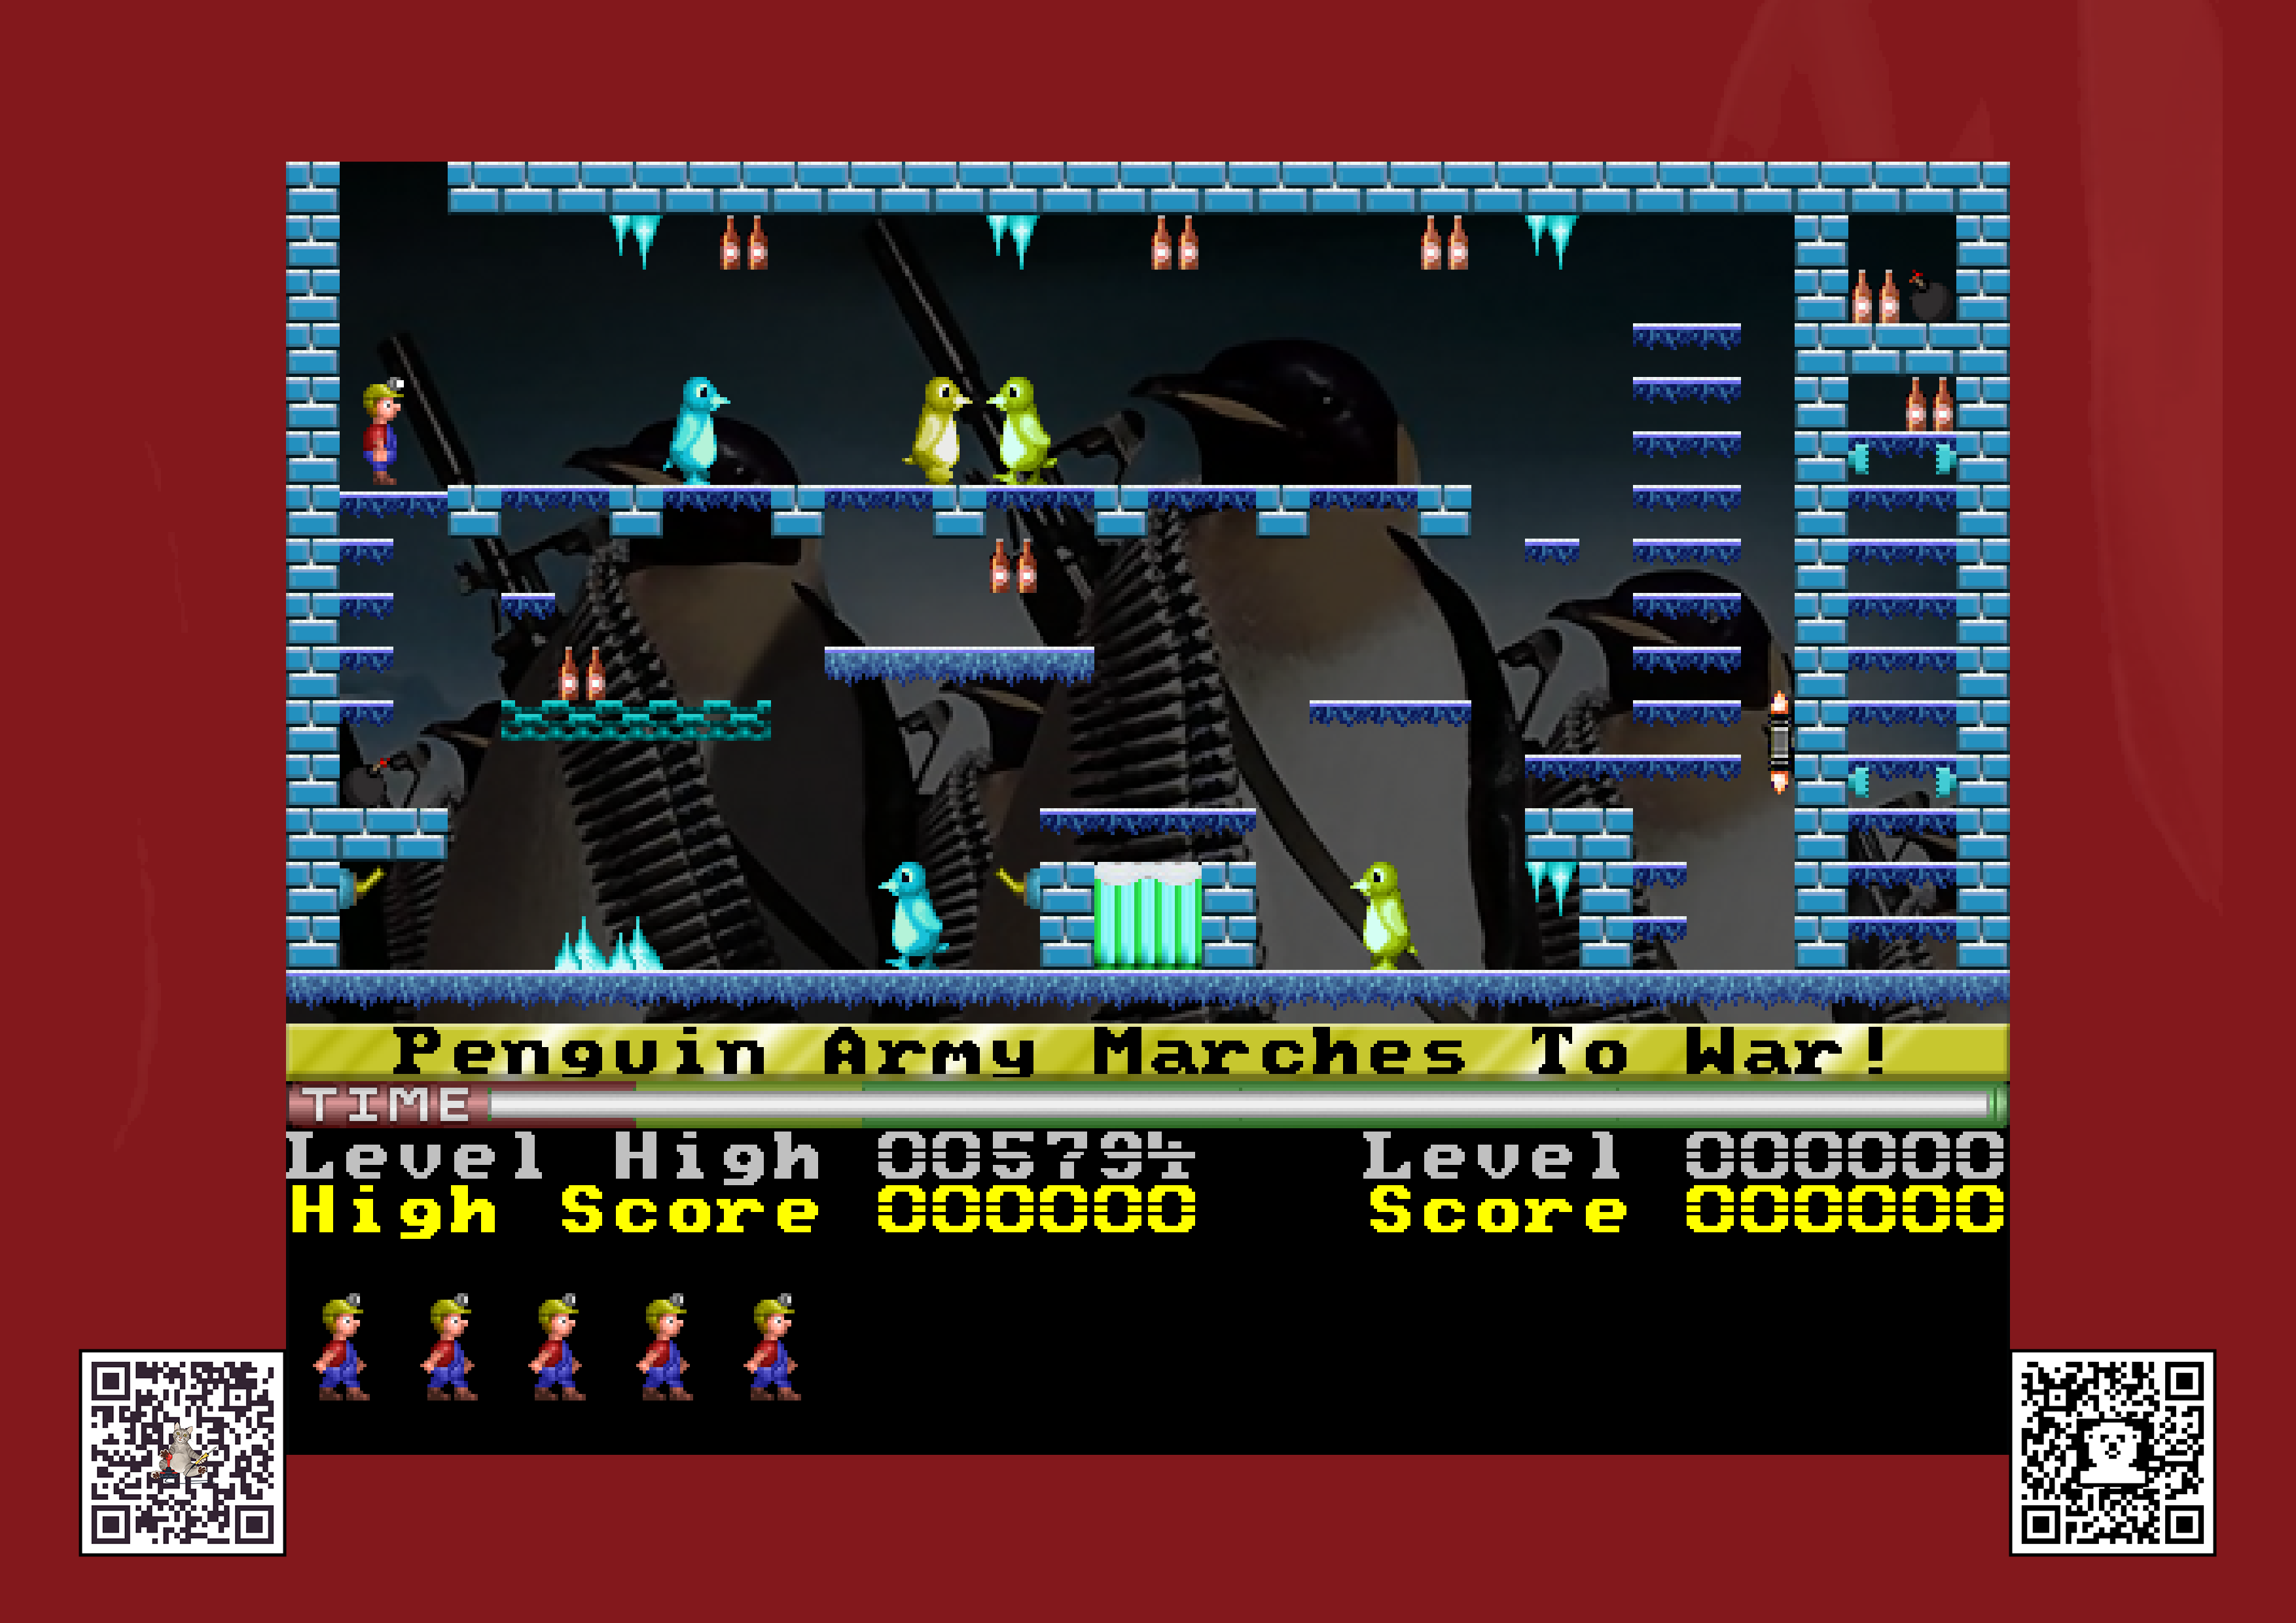 Penguin Army Marches To War!
TIME
Level High 005794 Level 000000
High Score 000000 Score 000000